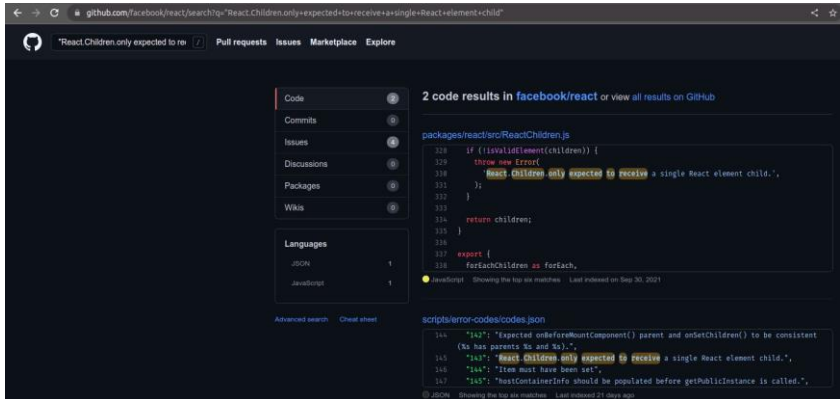 github.com/facebook/react/search?q="React.Children.only+expected+to+receive+a+single+React+element+child"
"React.Children.only expected to re / Pull requests Issues Marketplace Explore
Code 2
Commits 0
Issues 4
Discussions 0
Packages 0
Wikis 0
Languages
JSON 1
JavaScript 1
Advanced search Cheat sheet
2 code results in facebook/react or view all results on GitHub
packages/react/src/ReactChildren.js
328 if (!isValidElement(children)) {
329 throw new Error(
330 'React.Children.only expected to receive a single React element child.',
331 );
332 }
333
334 return children;
335 }
336
337 export {
338 forEachChildren as forEach,
JavaScript Showing the top six matches Last indexed on Sep 30, 2021
scripts/error-codes/codes.json
144 "142": "Expected onBeforeMountComponent() parent and onSetChildren() to be consistent
(%s has parents %s and %s).",
145 "143": "React.Children.only expected to receive a single React element child.",
146 "144": "Item must have been set",
147 "145": "hostContainerInfo should be populated before getPublicInstance is called.",
JSON Showing the top six matches Last indexed 21 days ago